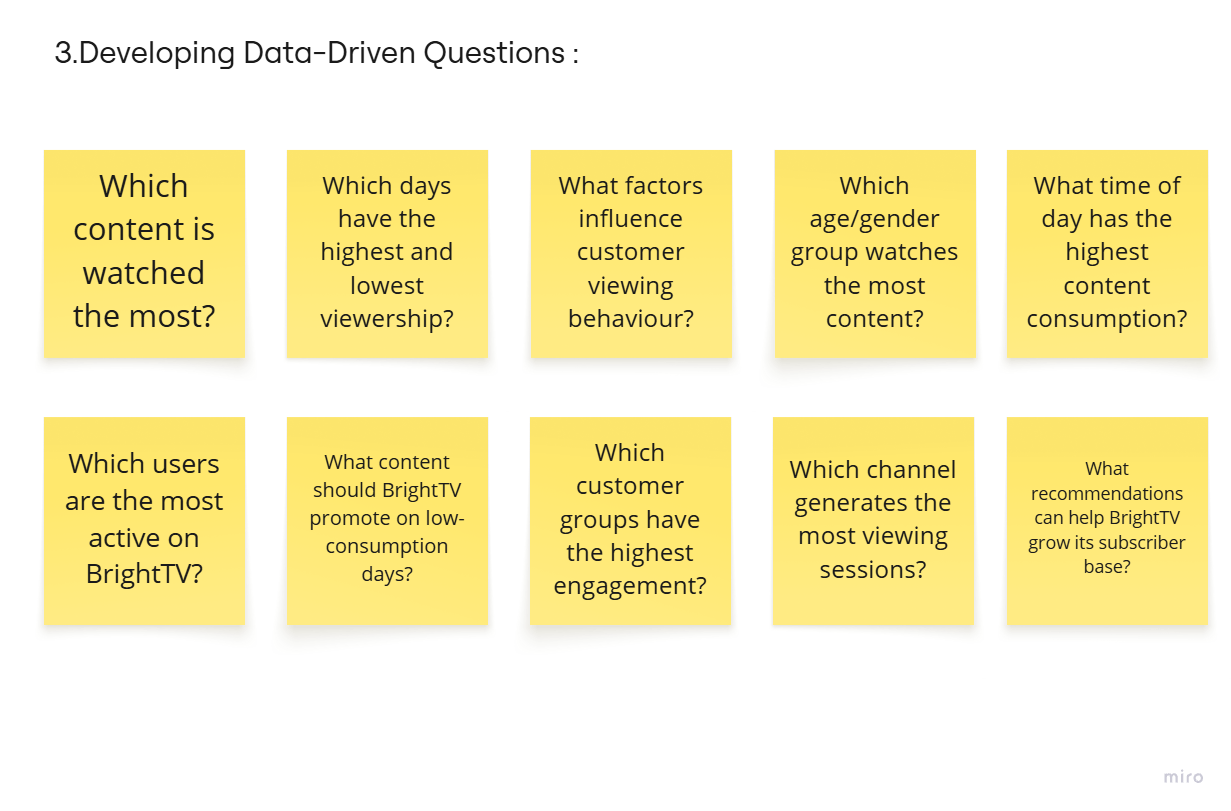 3.Developing Data-Driven Questions :
Which
content is
watched
the most?
Which days
have the
highest and
lowest
viewership?
What factors
influence
customer
viewing
behaviour?
Which
age/gender
group watches
the most
content?
What time of
day has the
highest
content
consumption?
Which users
are the most
active on
BrightTV?
What content
should BrightTV
promote on low-
consumption
days?
Which
customer
groups have
the highest
engagement?
Which channel
generates the
most viewing
sessions?
What
recommendations
can help BrightTV
grow its subscriber
base?
miro